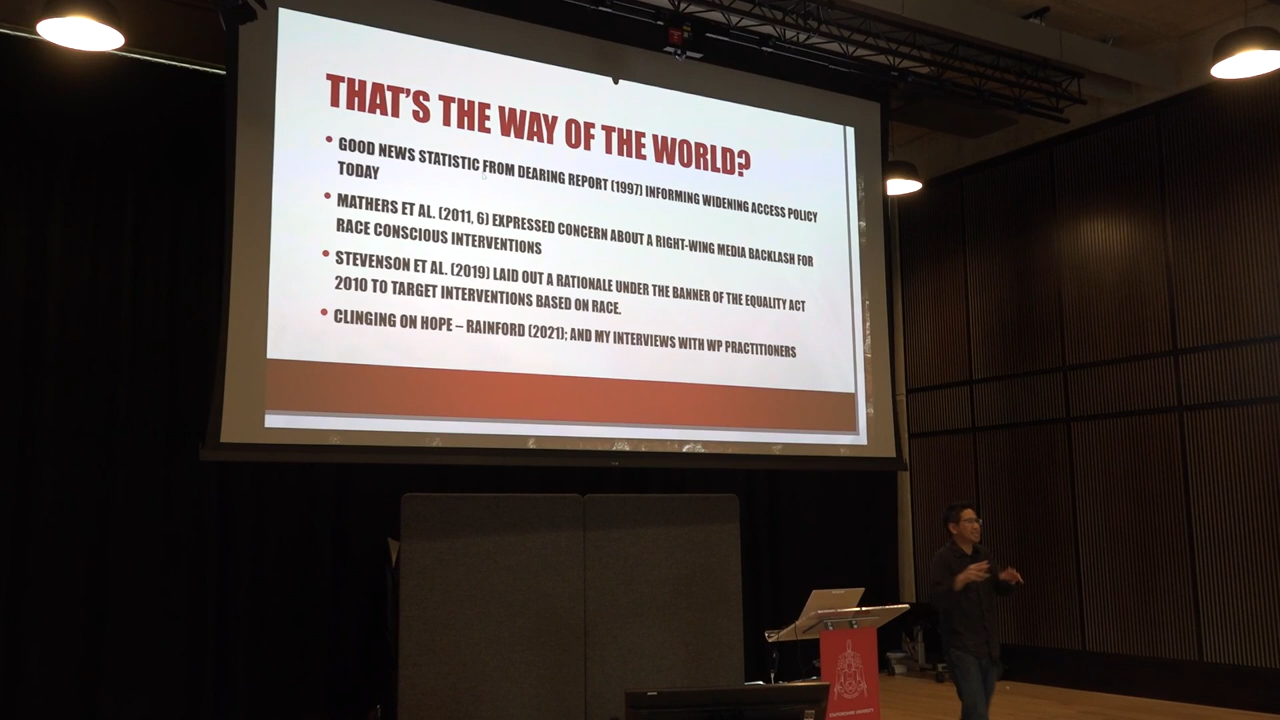 THAT'S THE WAY OF THE WORLD?
• GOOD NEWS STATISTIC FROM DEARING REPORT (1997) INFORMING WIDENING ACCESS POLICY
TODAY
• MATHERS ET AL. (2011, 6) EXPRESSED CONCERN ABOUT A RIGHT-WING MEDIA BACKLASH FOR
RACE CONSCIOUS INTERVENTIONS
• STEVENSON ET AL. (2019) LAID OUT A RATIONALE UNDER THE BANNER OF THE EQUALITY ACT
2010 TO TARGET INTERVENTIONS BASED ON RACE.
• CLINGING ON HOPE – RAINFORD (2021); AND MY INTERVIEWS WITH WP PRACTITIONERS
STAFFORDSHIRE UNIVERSITY